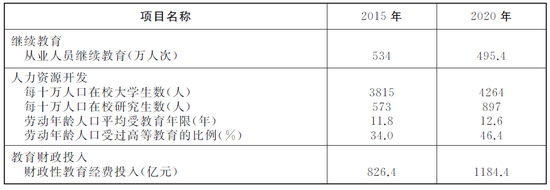 项目名称 2015 年 2020 年
继续教育
从业人员继续教育(万人次) 534 495.4
人力资源开发
每十万人口在校大学生数(人) 3815 4264
每十万人口在校研究生数(人) 573 897
劳动年龄人口平均受教育年限(年) 11.8 12.6
劳动年龄人口受过高等教育的比例(%) 34.0 46.4
教育财政投入
财政性教育经费投入(亿元) 826.4 1184.4